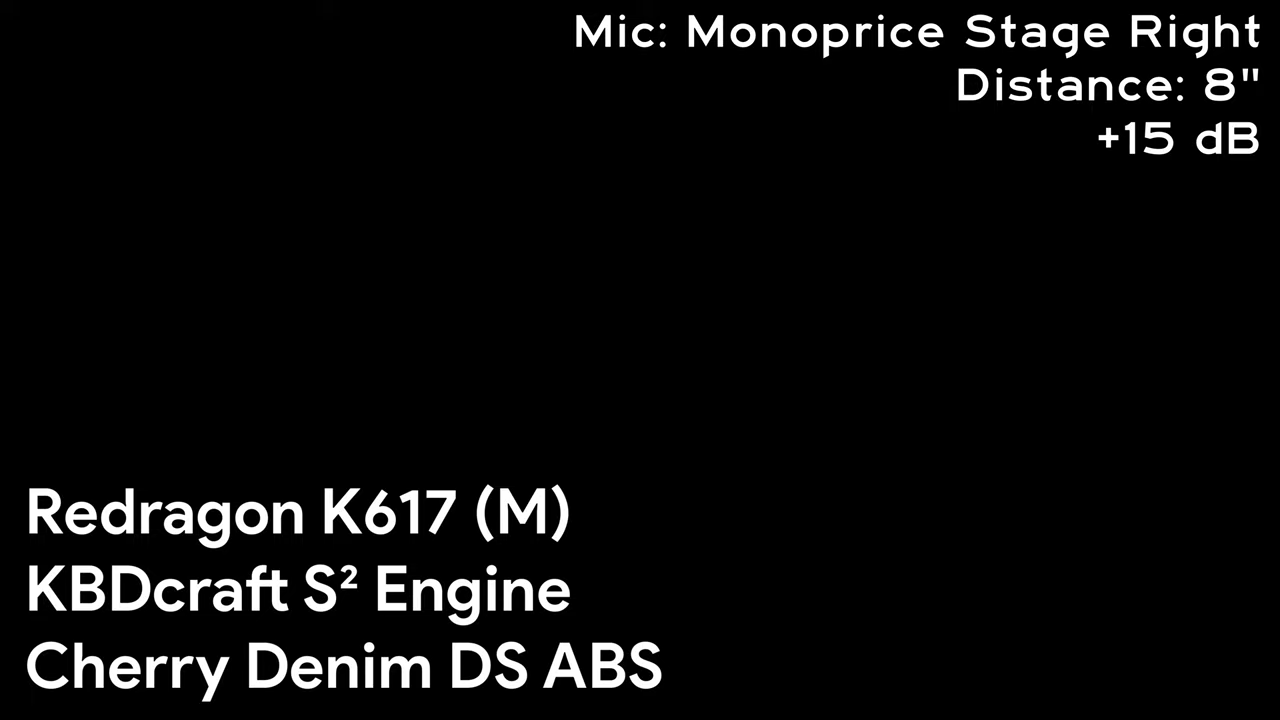 Mic: Monoprice Stage Right
Distance: 8"
+15 dB
Redragon K617 (M)
KBDcraft S² Engine
Cherry Denim DS ABS